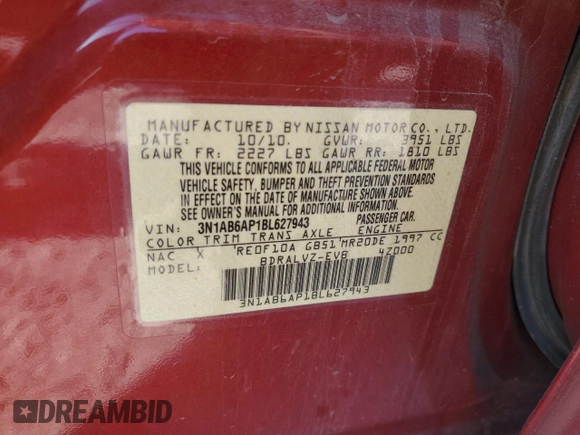 MANUFACTURED BY NISSAN MOTOR CO., LTD.
DATE: 10/10. GVWR: 3951 LBS
GAWR FR: 2227 LBS GAWR RR: 1810 LBS
THIS VEHICLE CONFORMS TO ALL APPLICABLE FEDERAL MOTOR
VEHICLE SAFETY, BUMPER AND THEFT PREVENTION STANDARDS
IN EFFECT ON THE DATE OF MANUFACTURE SHOWN ABOVE.
SEE OWNER'S MANUAL FOR ADDITIONAL INFORMATION.
VIN: 3N1AB6AP1BL627943 PASSENGER CAR.
COLOR TRIM TRANS AXLE ENGINE
NAC X RE0F10A GB51 MR20DE 1997 CC
MODEL: BDRALVZ-EVB 4Z000
3N1AB6AP1BL627943
DREAMBID